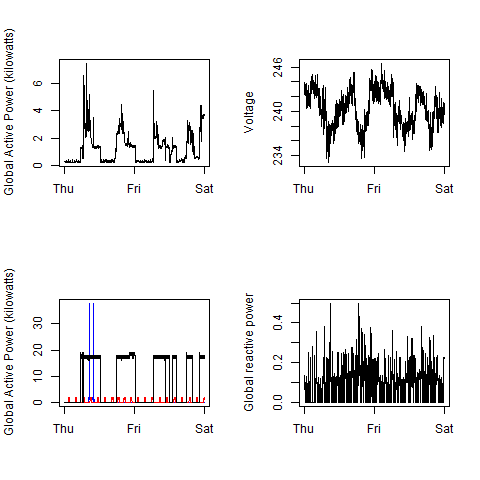 Global Active Power (kilowatts)
0 2 4 6
Thu Fri Sat
Voltage
234 240 246
Thu Fri Sat
Global Active Power (kilowatts)
0 10 20 30
Thu Fri Sat
Global reactive power
0.0 0.2 0.4
Thu Fri Sat